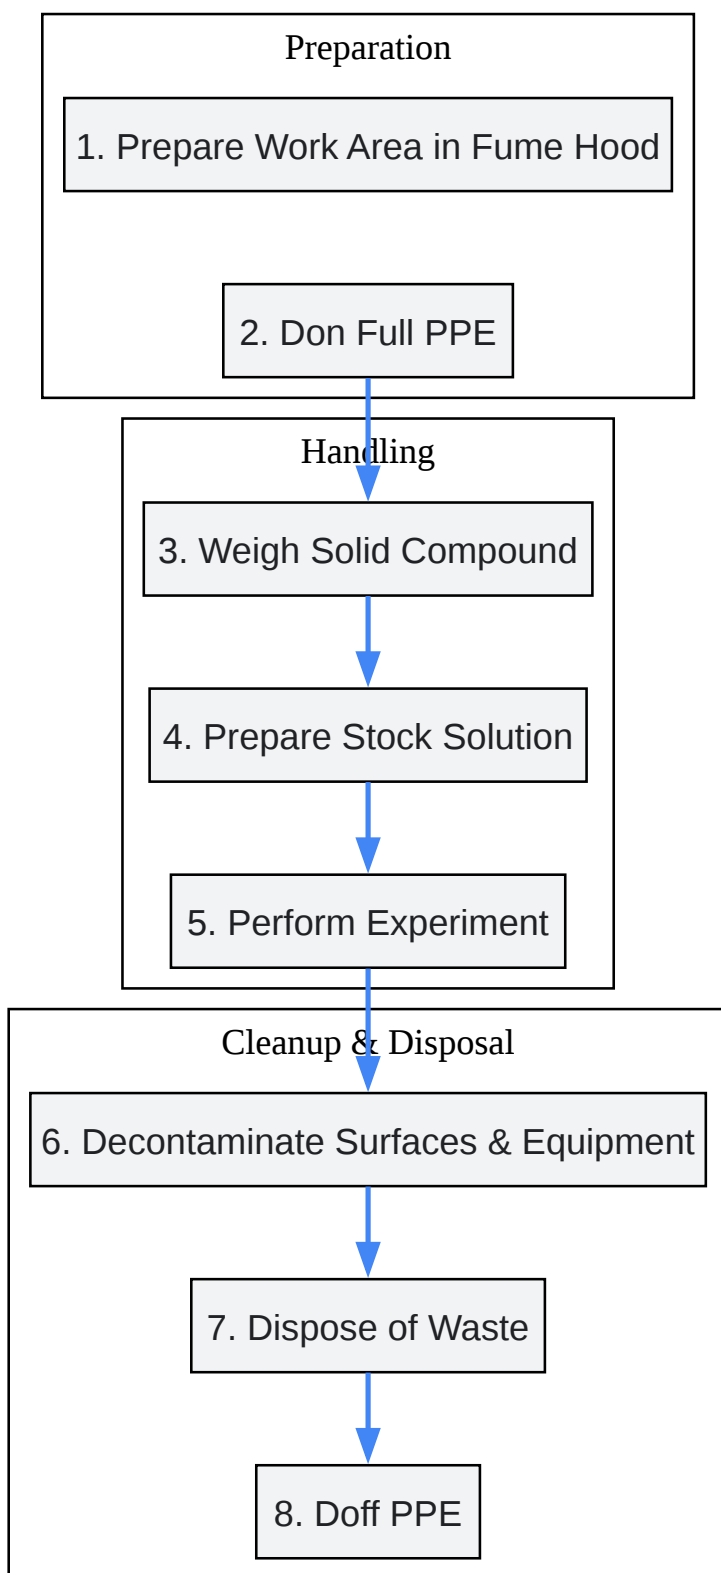 Preparation
1. Prepare Work Area in Fume Hood
2. Don Full PPE
Handling
3. Weigh Solid Compound
4. Prepare Stock Solution
5. Perform Experiment
Cleanup & Disposal
6. Decontaminate Surfaces & Equipment
7. Dispose of Waste
8. Doff PPE